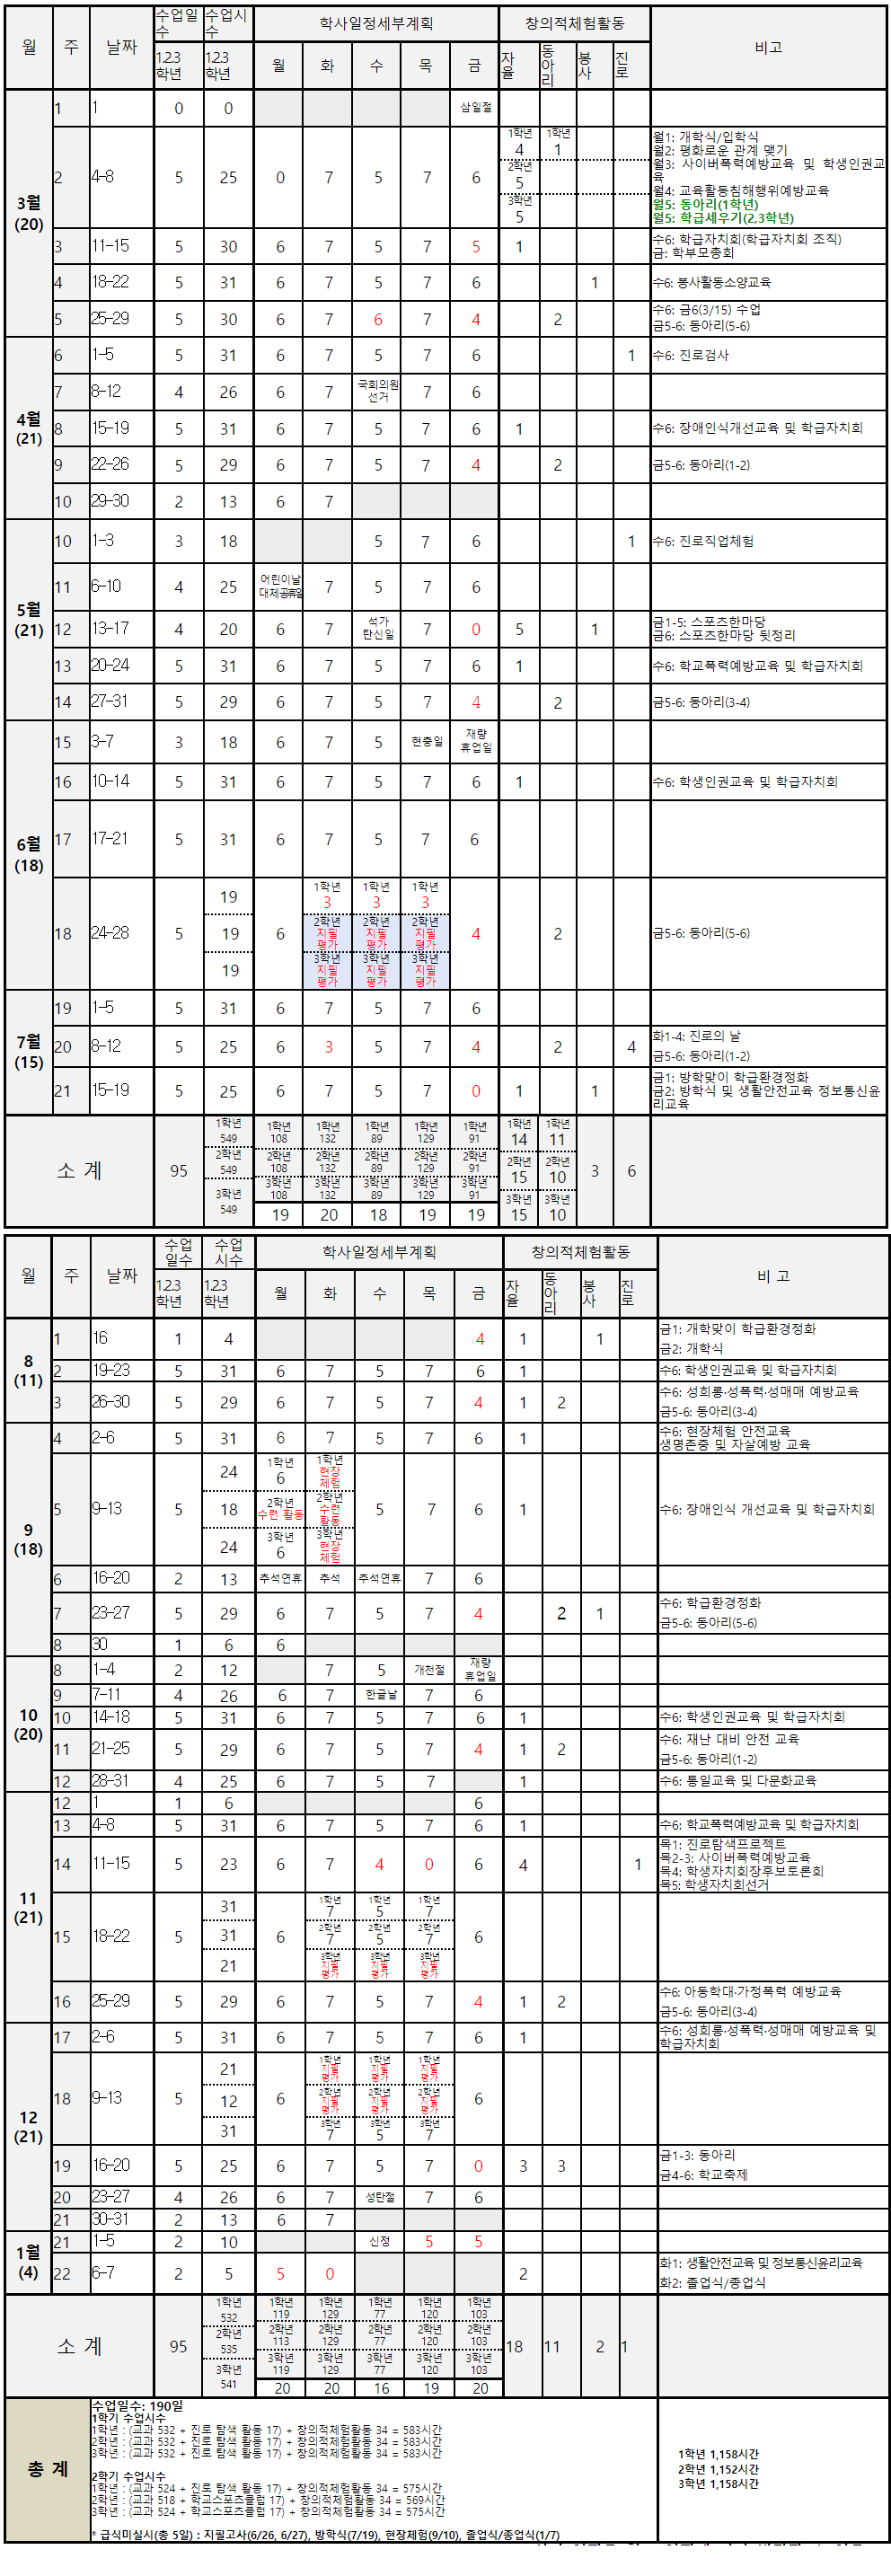 월 주 날짜 수업일수 수업시수 학사일정세부계획 창의적체험활동 비고
1.2.3 학년 1.2.3 학년 월 화 수 목 금 자율 동아리 봉사 진로
3월 (20)
1 1 0 0 삼일절
2 4-8 5 25 0 7 5 7 6 1학년 4 1학년 1
2학년 5
3학년 5
월1: 개학식/입학식
월2: 평화로운 관계 맺기
월3: 사이버폭력예방교육 및 학생인권교육
월4: 교육활동침해행위예방교육
월5: 동아리(1학년)
월5: 학급세우기(2,3학년)
3 11-15 5 30 6 7 5 7 5 1 수6: 학급자치회(학급자치회 조직)
금: 학부모총회
4 18-22 5 31 6 7 5 7 6 1 수6: 봉사활동소양교육
5 25-29 5 30 6 7 6 7 4 2 수6: 금6(3/15) 수업
금5-6: 동아리(5-6)
4월 (21)
6 1-5 5 31 6 7 5 7 6 1 수6: 진로검사
7 8-12 4 26 6 7 국회의원 선거 7 6
8 15-19 5 31 6 7 5 7 6 1 수6: 장애인식개선교육 및 학급자치회
9 22-26 5 29 6 7 5 7 4 2 금5-6: 동아리(1-2)
10 29-30 2 13 6 7
5월 (21)
10 1-3 3 18 5 7 6 1 수6: 진로직업체험
11 6-10 4 25 어린이날 대체공휴일 7 5 7 6
12 13-17 4 20 6 7 석가 탄신일 7 0 5 1 금1-5: 스포츠한마당
금6: 스포츠한마당 뒷정리
13 20-24 5 31 6 7 5 7 6 1 수6: 학교폭력예방교육 및 학급자치회
14 27-31 5 29 6 7 5 7 4 2 금5-6: 동아리(3-4)
6월 (18)
15 3-7 3 18 6 7 5 현충일 재량 휴업일
16 10-14 5 31 6 7 5 7 6 1 수6: 학생인권교육 및 학급자치회
17 17-21 5 31 6 7 5 7 6
18 24-28 5 6 4 2 금5-6: 동아리(5-6)
19 1학년 3 1학년 3 1학년 3
19 2학년 지필 평가 2학년 지필 평가 2학년 지필 평가
19 3학년 지필 평가 3학년 지필 평가 3학년 지필 평가
7월 (15)
19 1-5 5 31 6 7 5 7 6
20 8-12 5 25 6 3 5 7 4 2 4 화1-4: 진로의 날
금5-6: 동아리(1-2)
21 15-19 5 25 6 7 5 7 0 1 1 금1: 방학맞이 학급환경정화
금2: 방학식 및 생활안전교육 정보통신윤리교육
소 계 95 3 6
1학년 549 1학년 108 1학년 132 1학년 89 1학년 129 1학년 91 1학년 14 1학년 11
2학년 549 2학년 108 2학년 132 2학년 89 2학년 129 2학년 91 2학년 15 2학년 10
3학년 549 3학년 108 3학년 132 3학년 89 3학년 129 3학년 91 3학년 15 3학년 10
19 20 18 19 19
월 주 날짜 수업 일수 수업 시수 학사일정세부계획 창의적체험활동 비 고
1.2.3 학년 1.2.3 학년 월 화 수 목 금 자율 동아리 봉사 진로
8 (11)
1 16 1 4 4 1 1 금1: 개학맞이 학급환경정화
금2: 개학식
2 19-23 5 31 6 7 5 7 6 1 수6: 학생인권교육 및 학급자치회
3 26-30 5 29 6 7 5 7 4 1 2 수6: 성희롱·성폭력·성매매 예방교육
금5-6: 동아리(3-4)
9 (18)
4 2-6 5 31 6 7 5 7 6 1 수6: 현장체험 안전교육
생명존중 및 자살예방 교육
5 9-13 5 5 7 6 1 수6: 장애인식 개선교육 및 학급자치회
24 1학년 6 1학년 현장 체험
18 2학년 수련 활동 2학년 수련 활동
24 3학년 6 3학년 현장 체험
6 16-20 2 13 추석연휴 추석 추석연휴 7 6
7 23-27 5 29 6 7 5 7 4 2 1 수6: 학급환경정화
금5-6: 동아리(5-6)
8 30 1 6 6
10 (20)
8 1-4 2 12 7 5 개천절 재량 휴업일
9 7-11 4 26 6 7 한글날 7 6
10 14-18 5 31 6 7 5 7 6 1 수6: 학생인권교육 및 학급자치회
11 21-25 5 29 6 7 5 7 4 1 2 수6: 재난 대비 안전 교육
금5-6: 동아리(1-2)
12 28-31 4 25 6 7 5 7 1 수6: 통일교육 및 다문화교육
11 (21)
12 1 1 6 6
13 4-8 5 31 6 7 5 7 6 1 수6: 학교폭력예방교육 및 학급자치회
14 11-15 5 23 6 7 4 0 6 4 1 목1: 진로탐색프로젝트
목2-3: 사이버폭력예방교육
목4: 학생자치회장후보토론회
목5: 학생자치회선거
15 18-22 5 6 6
31 1학년 7 1학년 5 1학년 7
31 2학년 7 2학년 5 2학년 7
21 3학년 지필 평가 3학년 지필 평가 3학년 지필 평가
16 25-29 5 29 6 7 5 7 4 1 2 수6: 아동학대·가정폭력 예방교육
금5-6: 동아리(3-4)
12 (21)
17 2-6 5 31 6 7 5 7 6 1 수6: 성희롱·성폭력·성매매 예방교육 및 학급자치회
18 9-13 5 6 6
21 1학년 지필 평가 1학년 지필 평가 1학년 지필 평가
12 2학년 지필 평가 2학년 지필 평가 2학년 지필 평가
31 3학년 7 3학년 5 3학년 7
19 16-20 5 25 6 7 5 7 0 3 3 금1-3: 동아리
금4-6: 학교축제
20 23-27 4 26 6 7 성탄절 7 6
21 30-31 2 13 6 7
1월 (4)
21 1-5 2 10 신정 5 5
22 6-7 2 5 5 0 2 화1: 생활안전교육 및 정보통신윤리교육
화2: 졸업식/종업식
소 계 95 18 11 2 1
1학년 532 1학년 119 1학년 129 1학년 77 1학년 120 1학년 103
2학년 535 2학년 113 2학년 129 2학년 77 2학년 120 2학년 103
3학년 541 3학년 119 3학년 129 3학년 77 3학년 120 3학년 103
20 20 16 19 20
총 계
수업일수: 190일
1학기 수업시수
1학년 : (교과 532 + 진로 탐색 활동 17) + 창의적체험활동 34 = 583시간
2학년 : (교과 532 + 진로 탐색 활동 17) + 창의적체험활동 34 = 583시간
3학년 : (교과 532 + 진로 탐색 활동 17) + 창의적체험활동 34 = 583시간
2학기 수업시수
1학년 : (교과 524 + 진로 탐색 활동 17) + 창의적체험활동 34 = 575시간
2학년 : (교과 518 + 학교스포츠클럽 17) + 창의적체험활동 34 = 569시간
3학년 : (교과 524 + 학교스포츠클럽 17) + 창의적체험활동 34 = 575시간
* 급식미실시(총 5일) : 지필고사(6/26, 6/27), 방학식(7/19), 현장체험(9/10), 졸업식/종업식(1/7)
1학년 1,158시간
2학년 1,152시간
3학년 1,158시간